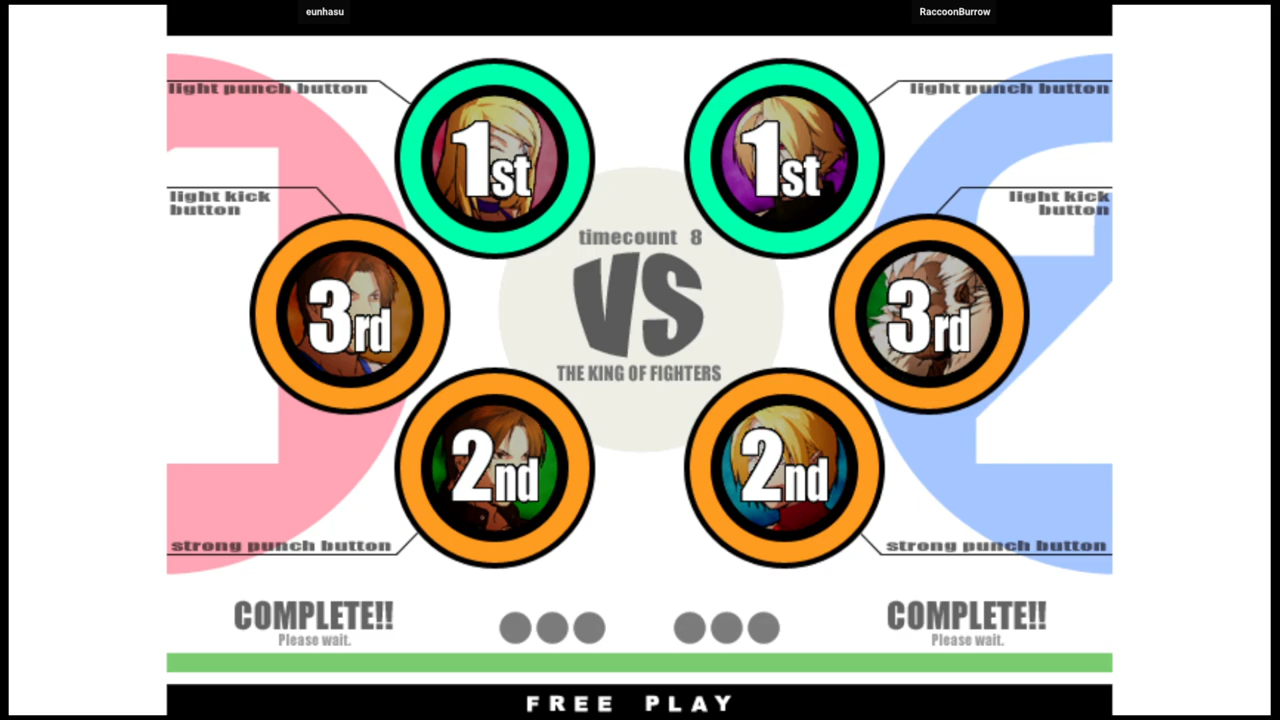 eunhasu
RaccoonBurrow
light punch button
light punch button
1st
1st
light kick
button
light kick
button
timecount 8
VS
THE KING OF FIGHTERS
3rd
3rd
2nd
2nd
strong punch button
strong punch button
COMPLETE!!
Please wait.
COMPLETE!!
Please wait.
FREE PLAY